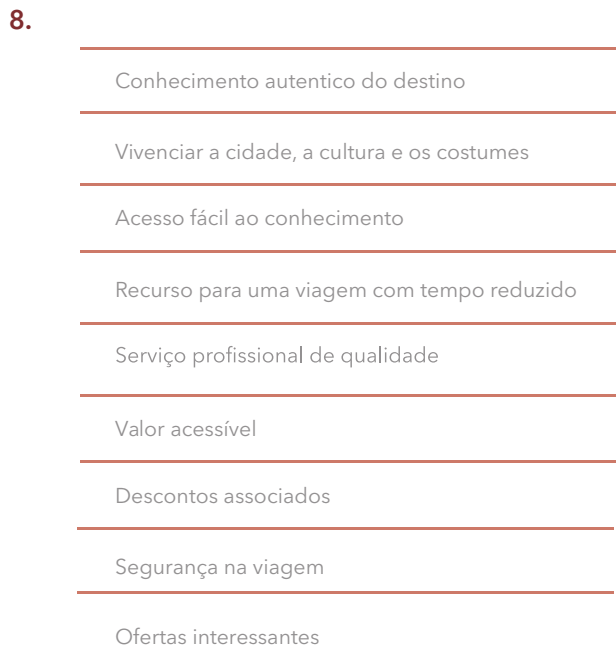 8.
Conhecimento autentico do destino
Vivenciar a cidade, a cultura e os costumes
Acesso fácil ao conhecimento
Recurso para uma viagem com tempo reduzido
Serviço profissional de qualidade
Valor acessível
Descontos associados
Segurança na viagem
Ofertas interessantes